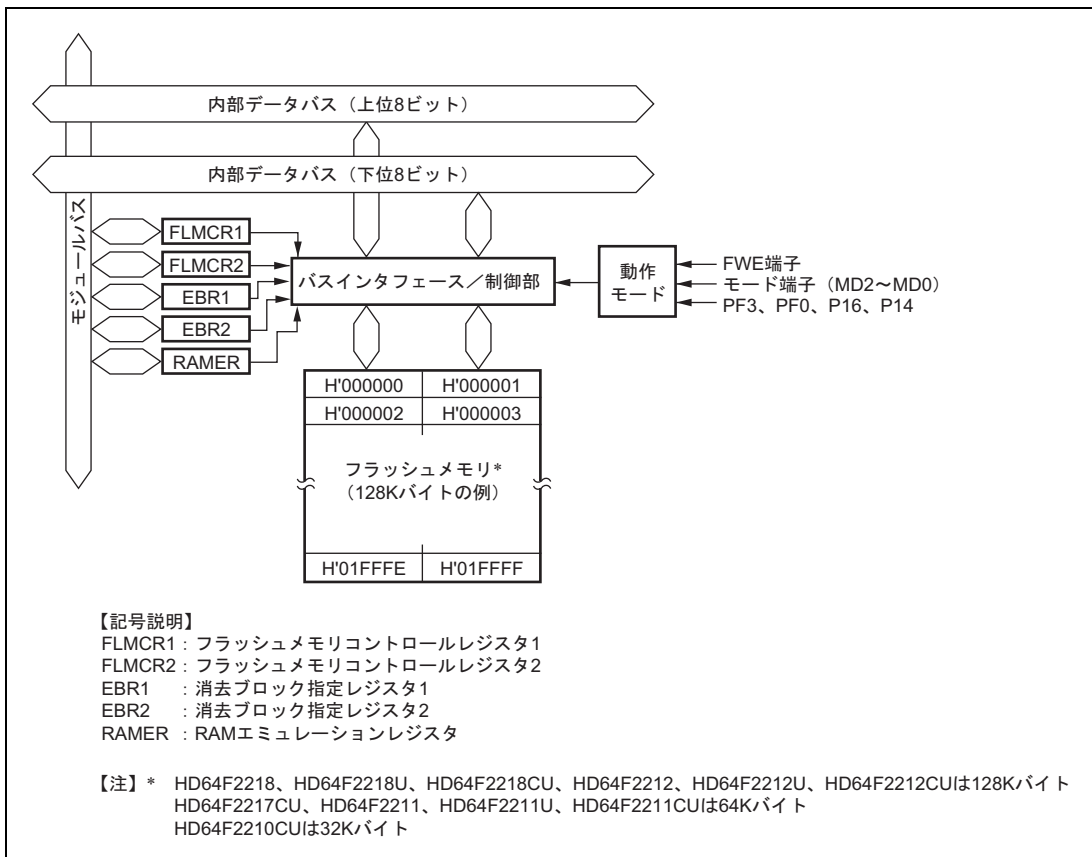 内部データバス（上位8ビット）
内部データバス（下位8ビット）
モジュールバス
FLMCR1
FLMCR2
EBR1
EBR2
RAMER
バスインタフェース／制御部
動作
モード
FWE端子
モード端子（MD2～MD0）
PF3、PF0、P16、P14
H'000000 H'000001
H'000002 H'000003
フラッシュメモリ*
（128Kバイトの例）
H'01FFFE H'01FFFF
【記号説明】
FLMCR1：フラッシュメモリコントロールレジスタ1
FLMCR2：フラッシュメモリコントロールレジスタ2
EBR1　：消去ブロック指定レジスタ1
EBR2　：消去ブロック指定レジスタ2
RAMER ：RAMエミュレーションレジスタ
【注】* HD64F2218、HD64F2218U、HD64F2218CU、HD64F2212、HD64F2212U、HD64F2212CUは128Kバイト
HD64F2217CU、HD64F2211、HD64F2211U、HD64F2211CUは64Kバイト
HD64F2210CUは32Kバイト